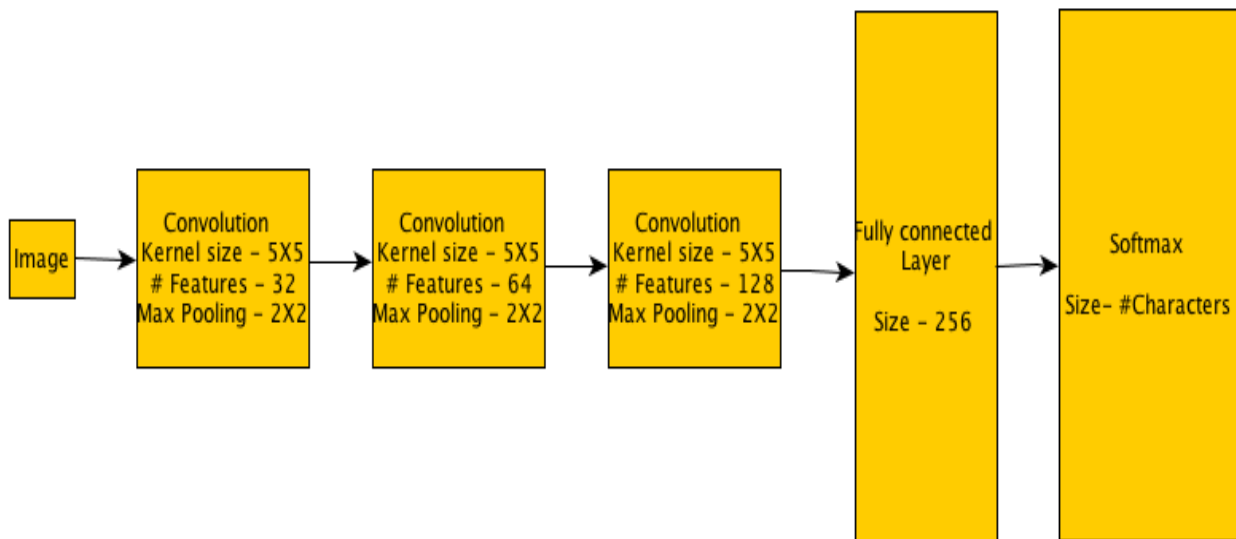 Image
Convolution
Kernel size - 5X5
# Features - 32
Max Pooling - 2X2
Convolution
Kernel size - 5X5
# Features - 64
Max Pooling - 2X2
Convolution
Kernel size - 5X5
# Features - 128
Max Pooling - 2X2
Fully connected
Layer
Size - 256
Softmax
Size- #Characters